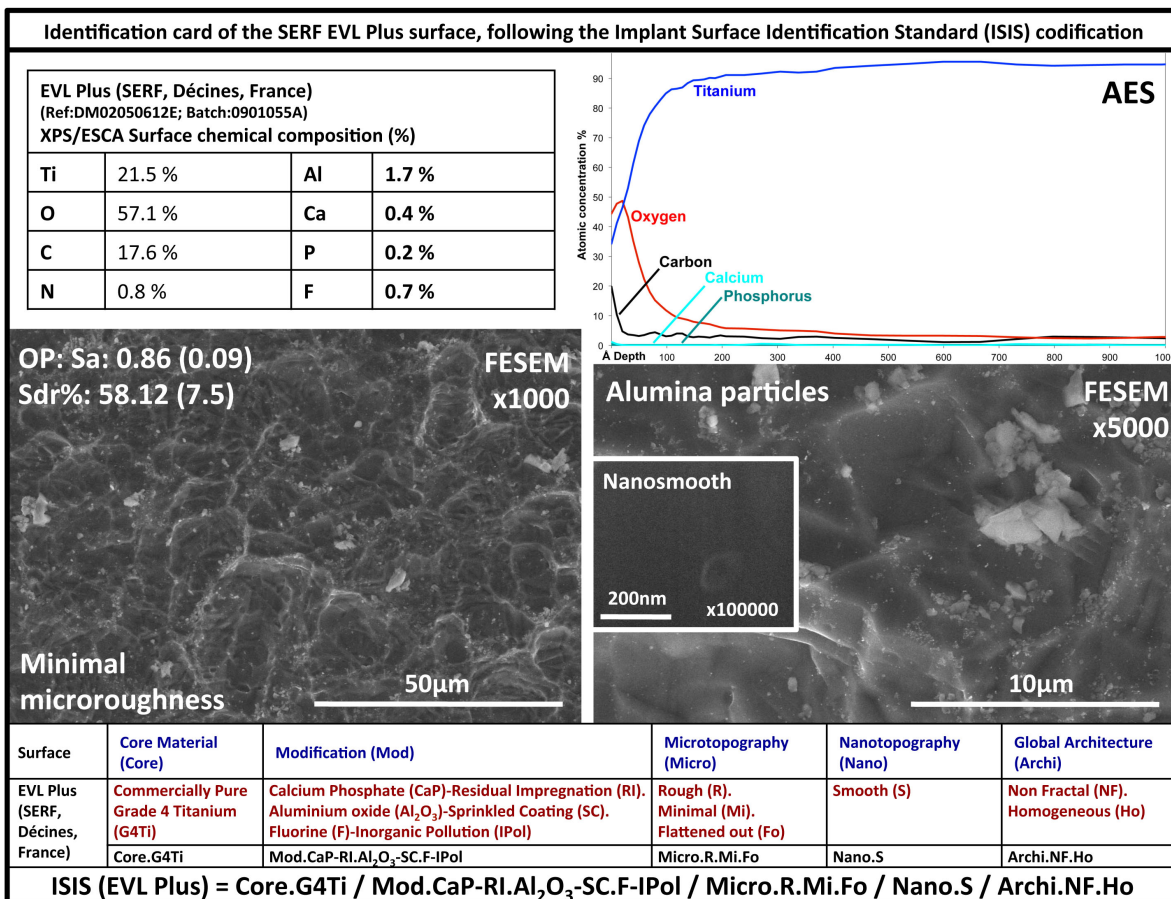 Identification card of the SERF EVL Plus surface, following the Implant Surface Identification Standard (ISIS) codification
EVL Plus (SERF, Décines, France)
(Ref:DM02050612E; Batch:0901055A)
XPS/ESCA Surface chemical composition (%)
Ti 21.5 % Al 1.7 %
O 57.1 % Ca 0.4 %
C 17.6 % P 0.2 %
N 0.8 % F 0.7 %
AES
Atomic concentration %
90
80
70
60
50
40
30
20
10
0
Titanium
Oxygen
Carbon
Calcium
Phosphorus
Å Depth 100 200 300 400 500 600 700 800 900 1000
OP: Sa: 0.86 (0.09)
Sdr%: 58.12 (7.5)
FESEM
x1000
Minimal
microroughness
50µm
Alumina particles
FESEM
x5000
Nanosmooth
200nm
x100000
10µm
Surface
Core Material
(Core)
Modification (Mod)
Microtopography
(Micro)
Nanotopography
(Nano)
Global Architecture
(Archi)
EVL Plus
(SERF,
Décines,
France)
Commercially Pure
Grade 4 Titanium
(G4Ti)
Calcium Phosphate (CaP)-Residual Impregnation (RI).
Aluminium oxide (Al₂O₃)-Sprinkled Coating (SC).
Fluorine (F)-Inorganic Pollution (IPol)
Rough (R).
Minimal (Mi).
Flattened out (Fo)
Smooth (S)
Non Fractal (NF).
Homogeneous (Ho)
Core.G4Ti
Mod.CaP-RI.Al₂O₃-SC.F-IPol
Micro.R.Mi.Fo
Nano.S
Archi.NF.Ho
ISIS (EVL Plus) = Core.G4Ti / Mod.CaP-RI.Al₂O₃-SC.F-IPol / Micro.R.Mi.Fo / Nano.S / Archi.NF.Ho